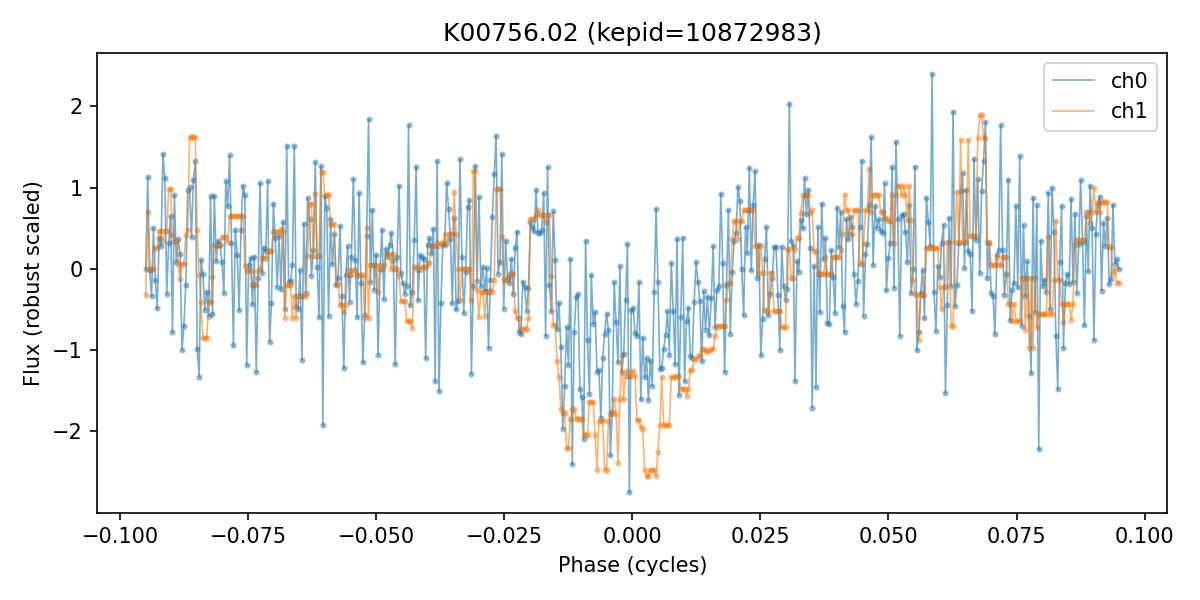 K00756.02 (kepid=10872983)
ch0
ch1
Flux (robust scaled)
2
1
0
−1
−2
−0.100
−0.075
−0.050
−0.025
0.000
0.025
0.050
0.075
0.100
Phase (cycles)